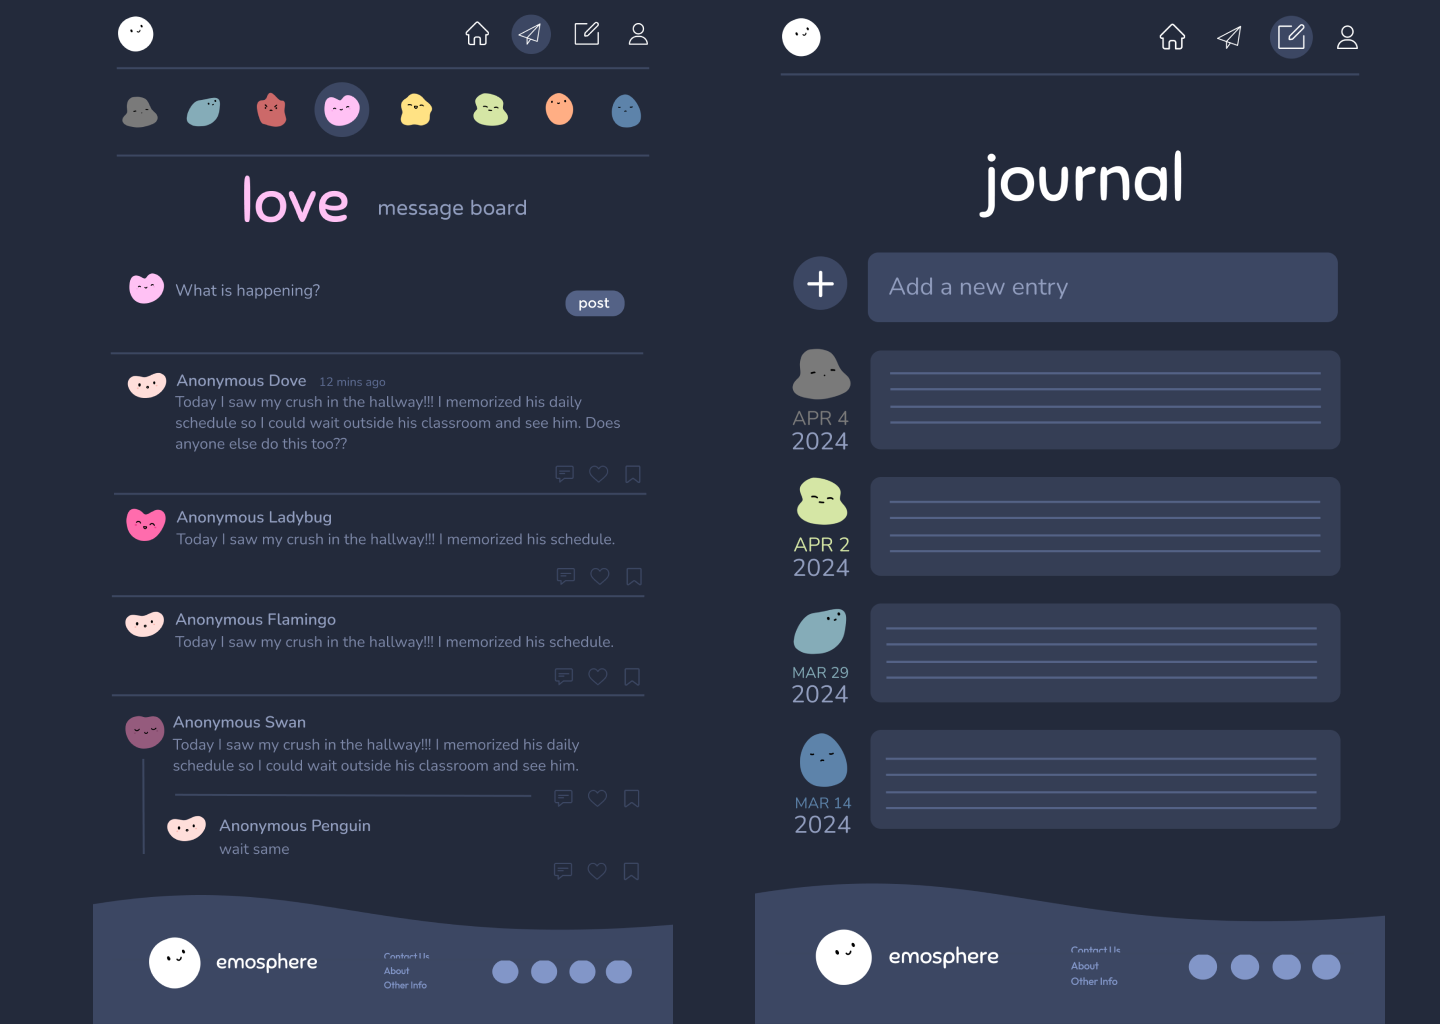 love message board
What is happening?
post
Anonymous Dove 12 mins ago
Today I saw my crush in the hallway!!! I memorized his daily
schedule so I could wait outside his classroom and see him. Does
anyone else do this too??
Anonymous Ladybug
Today I saw my crush in the hallway!!! I memorized his schedule.
Anonymous Flamingo
Today I saw my crush in the hallway!!! I memorized his schedule.
Anonymous Swan
Today I saw my crush in the hallway!!! I memorized his daily
schedule so I could wait outside his classroom and see him.
Anonymous Penguin
wait same
emosphere
Contact Us
About
Other Info
journal
Add a new entry
APR 4
2024
APR 2
2024
MAR 29
2024
MAR 14
2024
emosphere
Contact Us
About
Other Info